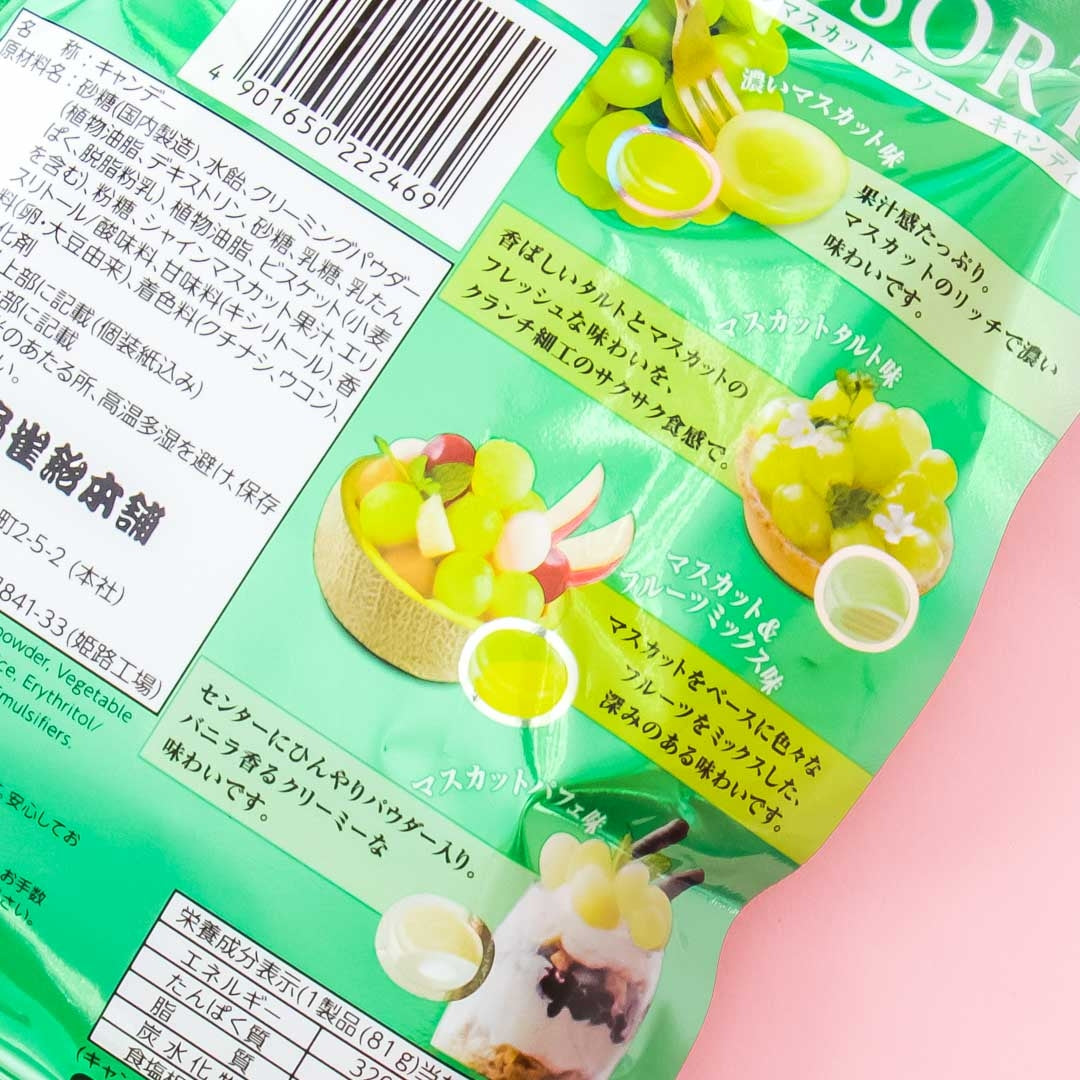 名 称：キャンデー
原材料名：砂糖(国内製造)、水飴、クリーミングパウダー
(植物油脂、デキストリン、砂糖、乳糖、乳たん
ぱく、脱脂粉乳)、植物油脂、ビスケット(小麦
を含む)、粉糖、シャインマスカット果汁、エリ
スリトール/酸味料、甘味料(キシリトール)、香
料(卵・大豆由来)、着色料(クチナシ、ウコン)、
化剤
上部に記載(個装紙込み)
部に記載
のあたる所、高温多湿を避け、保存
い。
本舗
町2-5-2 (本社)
841-33(姫路工場)
powder, Vegetable
ce, Erythritol/
Emulsifiers.
安心してお
お手数
さい。
4 901650 222469
SORT
マスカット アソート キャンディ
濃いマスカット味
果汁感たっぷり。
マスカットのリッチで濃い
味わいです。
マスカットタルト味
香ばしいタルトとマスカットの
フレッシュな味わいを、
クランチ細工のサクサク食感で。
マスカット&
フルーツミックス味
マスカットをベースに色々な
フルーツをミックスした、
深みのある味わいです。
マスカットパフェ味
センターにひんやりパウダー入り。
バニラ香るクリーミーな
味わいです。
栄養成分表示(1製品(81g)当
エネルギー
たんぱく質
脂 質
炭水化物
食塩相
(キャン